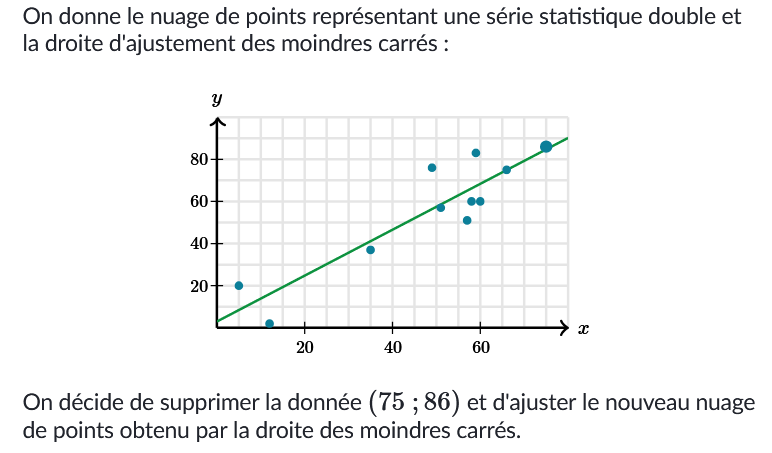 On donne le nuage de points représentant une série statistique double et
la droite d'ajustement des moindres carrés :
y
80
60
40
20
20 40 60 x
On décide de supprimer la donnée (75 ; 86) et d'ajuster le nouveau nuage
de points obtenu par la droite des moindres carrés.